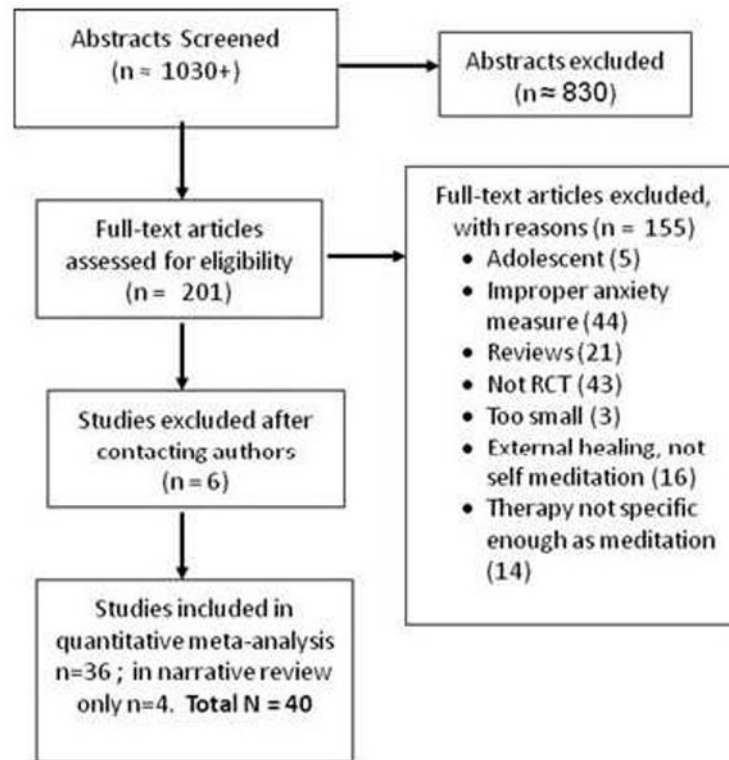 Abstracts Screened
(n ≈ 1030+)
Abstracts excluded
(n ≈ 830)
Full-text articles
assessed for eligibility
(n = 201)
Full-text articles excluded,
with reasons (n = 155)
• Adolescent (5)
• Improper anxiety
measure (44)
• Reviews (21)
• Not RCT (43)
• Too small (3)
• External healing, not
self meditation (16)
• Therapy not specific
enough as meditation
(14)
Studies excluded after
contacting authors
(n = 6)
Studies included in
quantitative meta-analysis
n=36 ; in narrative review
only n=4. Total N = 40